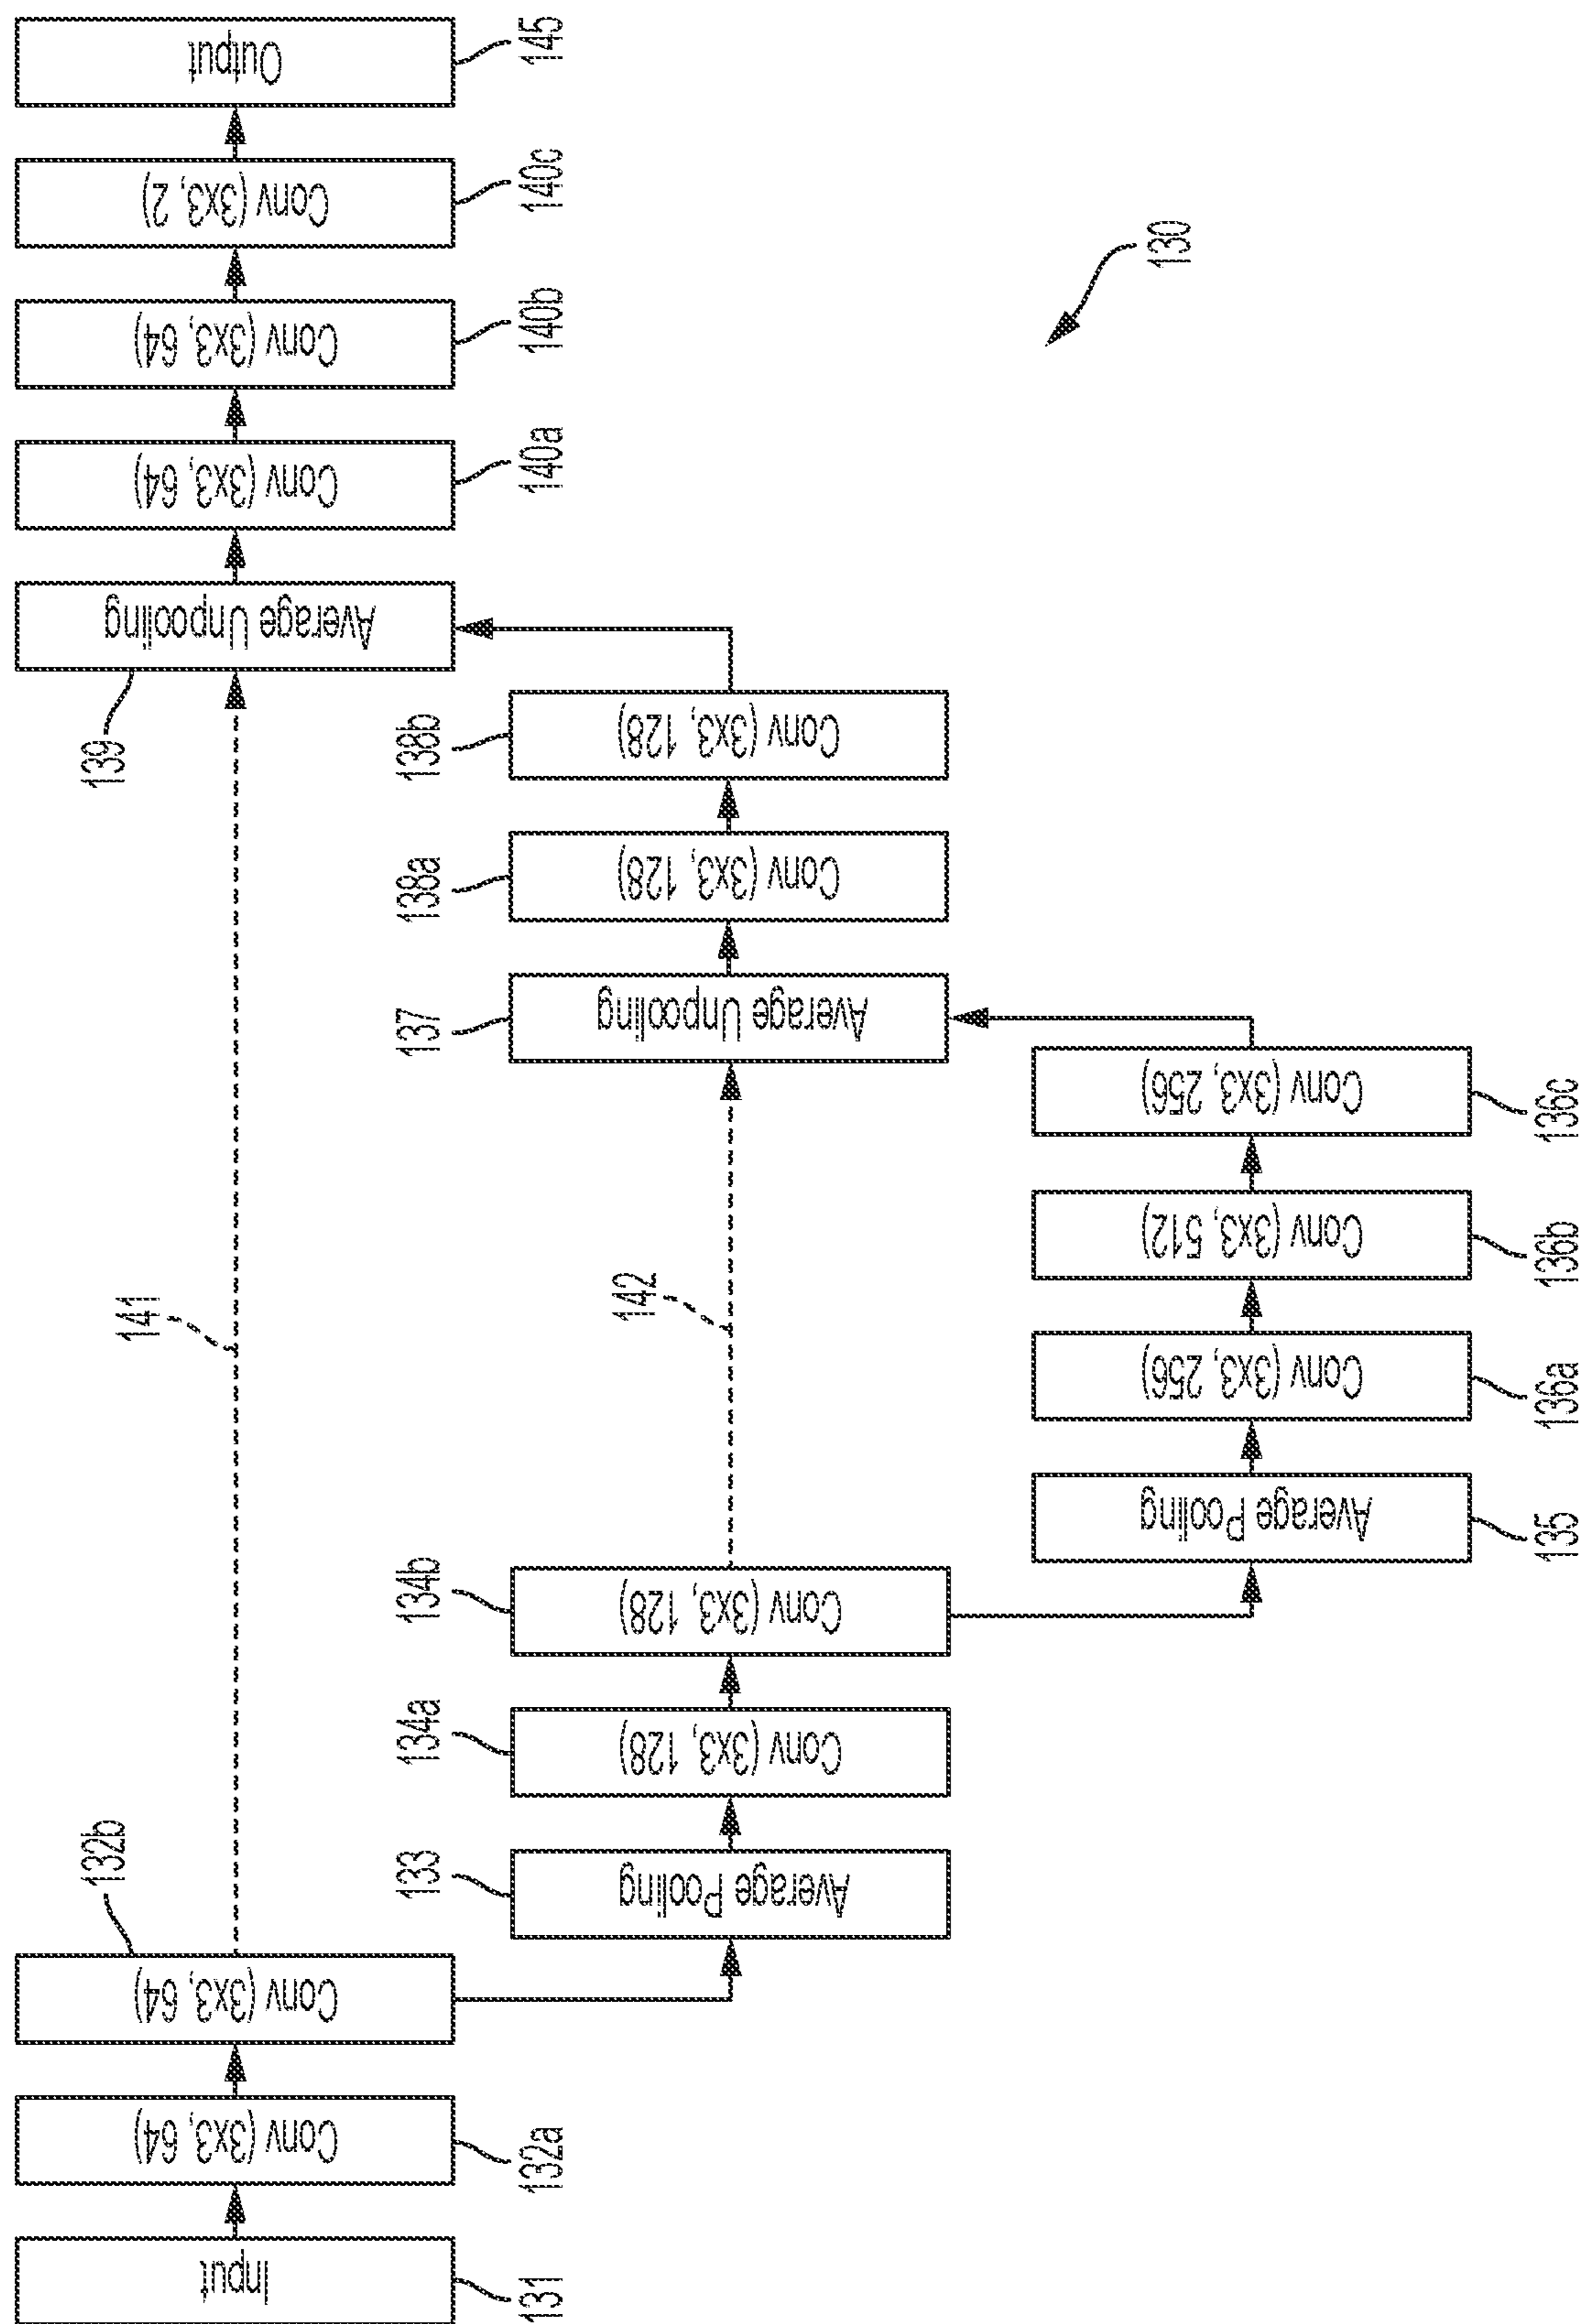 130
Input
131
Conv (3x3, 64)
132a
Conv (3x3, 64)
132b
Average Pooling
133
Conv (3x3, 128)
134a
Conv (3x3, 128)
134b
Average Pooling
135
Conv (3x3, 256)
136a
Conv (3x3, 512)
136b
Conv (3x3, 256)
136c
141
142
Average Unpooling
137
Conv (3x3, 128)
138a
Conv (3x3, 128)
138b
Average Unpooling
139
Conv (3x3, 64)
140a
Conv (3x3, 64)
140b
Conv (3x3, 2)
140c
Output
145